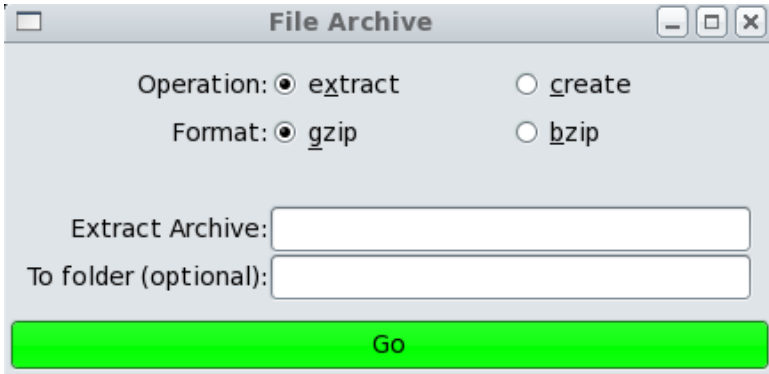 File Archive
Operation: extract create
Format: gzip bzip
Extract Archive:
To folder (optional):
Go